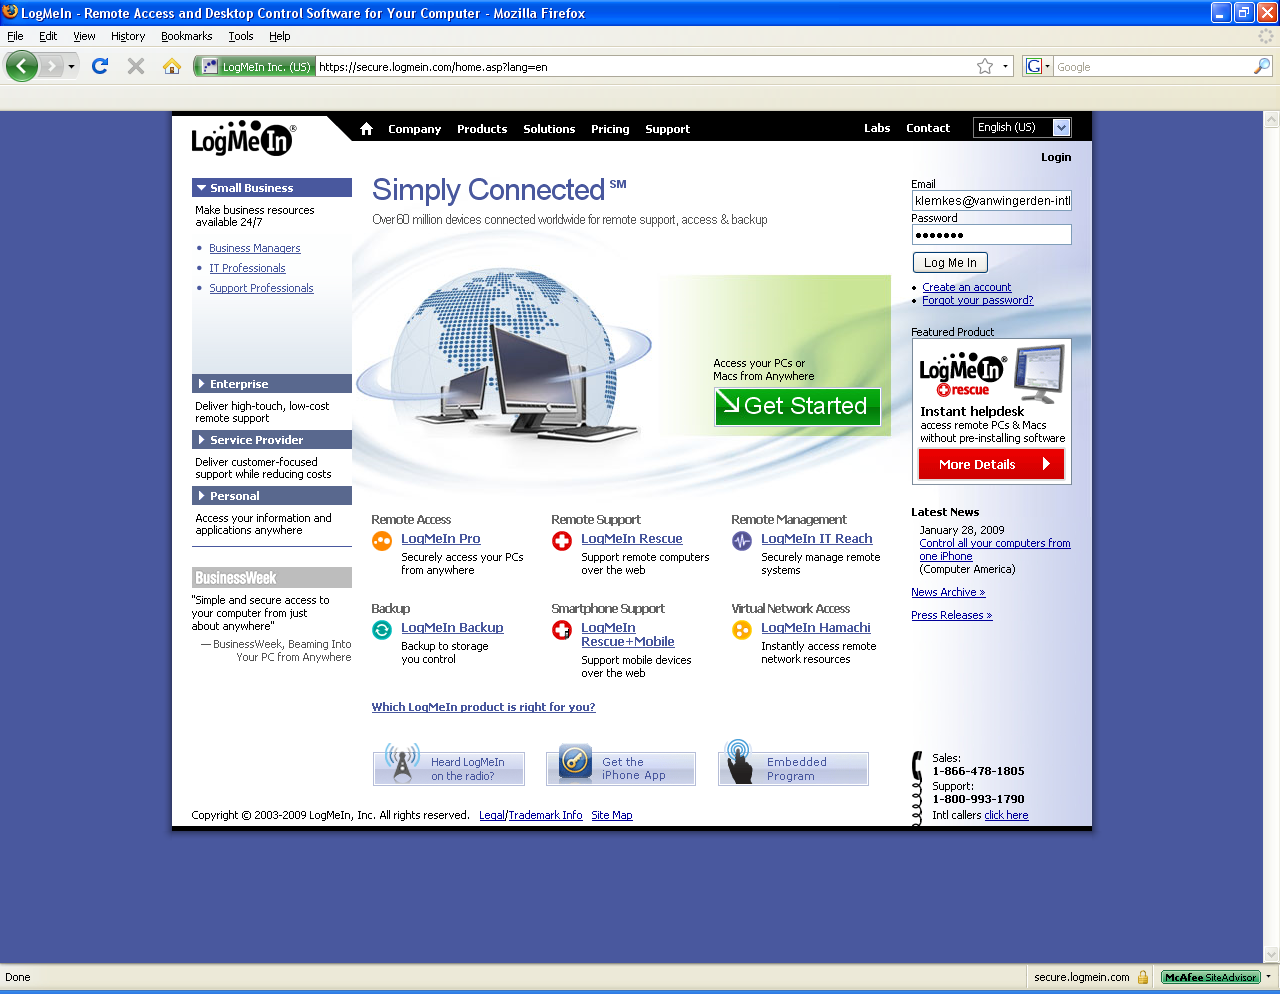 LogMeIn - Remote Access and Desktop Control Software for Your Computer - Mozilla Firefox
File Edit View History Bookmarks Tools Help
LogMeIn Inc. (US) https://secure.logmein.com/home.asp?lang=en
G Google
LogMeIn®
Company Products Solutions Pricing Support Labs Contact English (US)
Login
Small Business
Make business resources
available 24/7
• Business Managers
• IT Professionals
• Support Professionals
Enterprise
Deliver high-touch, low-cost
remote support
Service Provider
Deliver customer-focused
support while reducing costs
Personal
Access your information and
applications anywhere
BusinessWeek
"Simple and secure access to
your computer from just
about anywhere"
— BusinessWeek, Beaming Into
Your PC from Anywhere
Simply Connected SM
Over 60 million devices connected worldwide for remote support, access & backup
Access your PCs or
Macs from Anywhere
Get Started
Remote Access
LogMeIn Pro
Securely access your PCs
from anywhere
Remote Support
LogMeIn Rescue
Support remote computers
over the web
Remote Management
LogMeIn IT Reach
Securely manage remote
systems
Backup
LogMeIn Backup
Backup to storage
you control
Smartphone Support
LogMeIn
Rescue+Mobile
Support mobile devices
over the web
Virtual Network Access
LogMeIn Hamachi
Instantly access remote
network resources
Which LogMeIn product is right for you?
Heard LogMeIn
on the radio?
Get the
iPhone App
Embedded
Program
Email
klemkes@vanwingerden-intl
Password
•••••••
Log Me In
• Create an account
• Forgot your password?
Featured Product
LogMeIn®
rescue
Instant helpdesk
access remote PCs & Macs
without pre-installing software
More Details
Latest News
January 28, 2009
Control all your computers from
one iPhone
(Computer America)
News Archive »
Press Releases »
Sales:
1-866-478-1805
Support:
1-800-993-1790
Intl callers click here
Copyright © 2003-2009 LogMeIn, Inc. All rights reserved. Legal/Trademark Info Site Map
Done secure.logmein.com McAfee SiteAdvisor